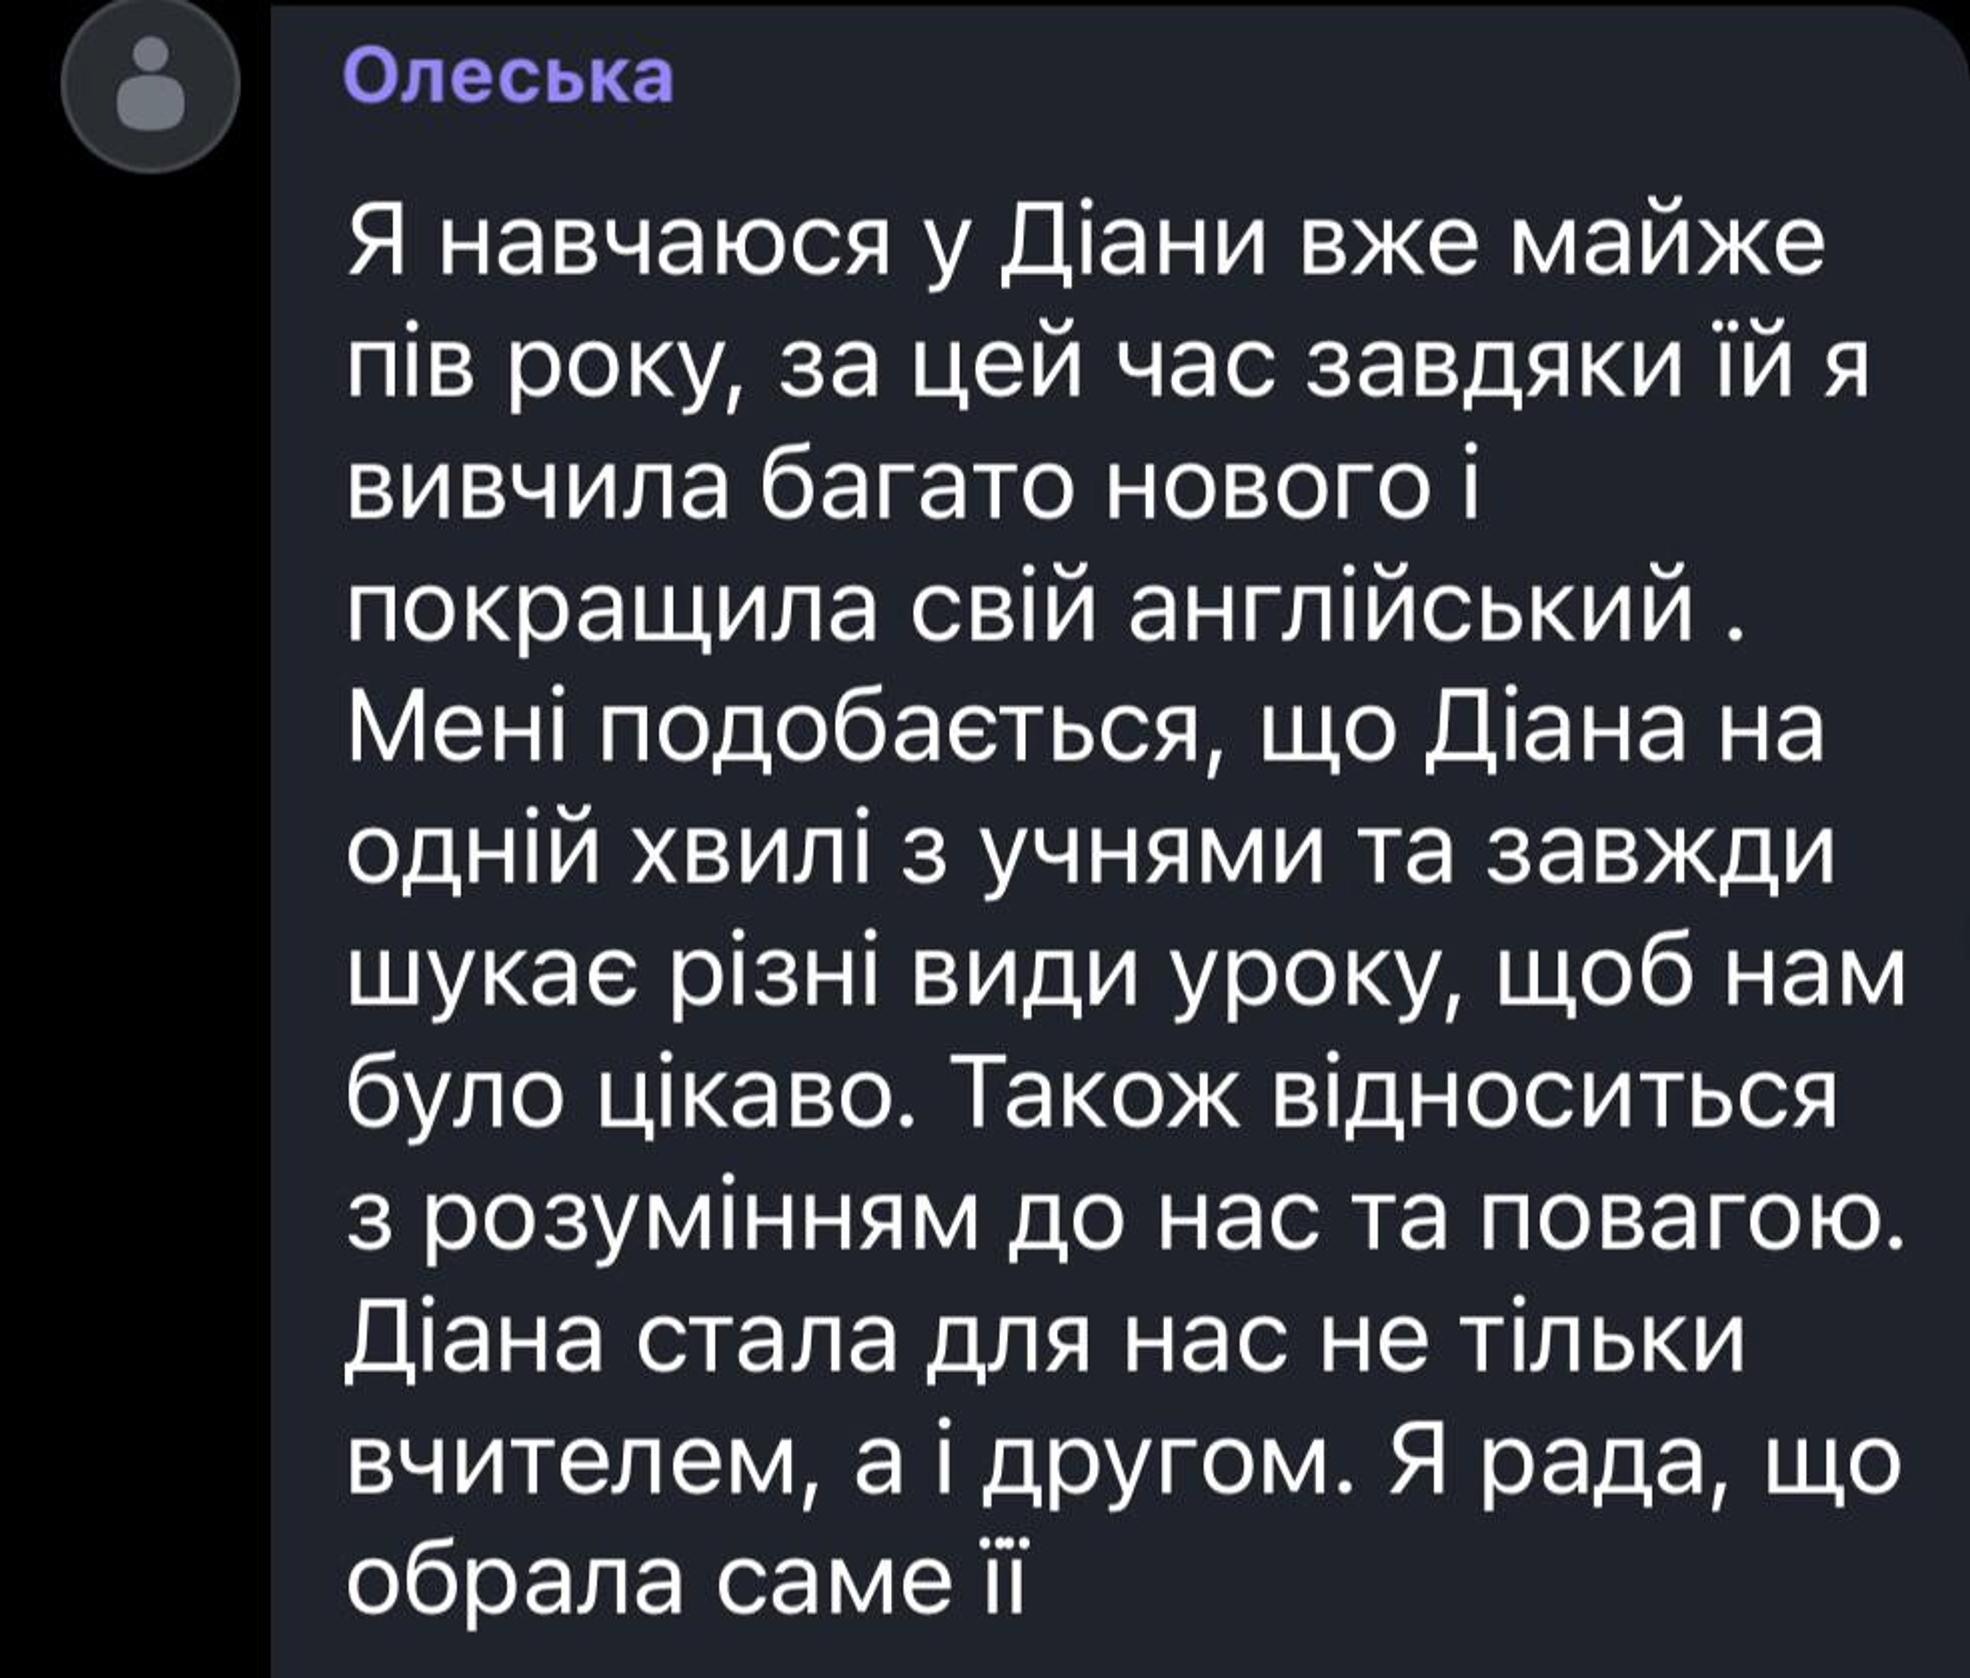 Олеська
Я навчаюся у Діани вже майже
пів року, за цей час завдяки їй я
вивчила багато нового і
покращила свій англійський .
Мені подобається, що Діана на
одній хвилі з учнями та завжди
шукає різні види уроку, щоб нам
було цікаво. Також відноситься
з розумінням до нас та повагою.
Діана стала для нас не тільки
вчителем, а і другом. Я рада, що
обрала саме її